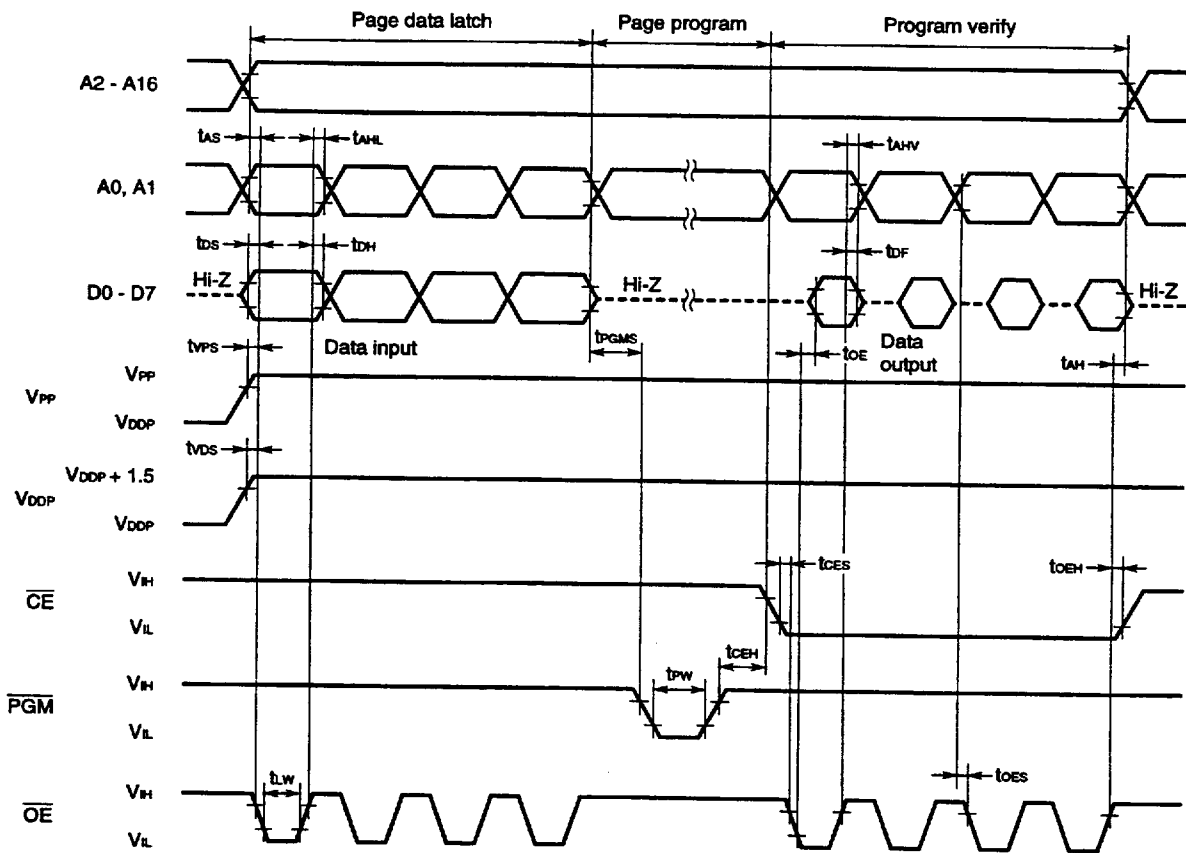 Page data latch Page program Program verify
A2 - A16
tAS tAHL tAHV
A0, A1
tDS tDH tDF
Hi-Z Hi-Z Hi-Z
D0 - D7
tPGMS
tVPS Data input tOE Data output tAH
VPP
VPP
VDDP
tVDS
VDDP + 1.5
VDDP
VDDP
tCES tOEH
VIH
CE
VIL
tCEH
VIH tPW
PGM
VIL
tLW tOES
VIH
OE
VIL